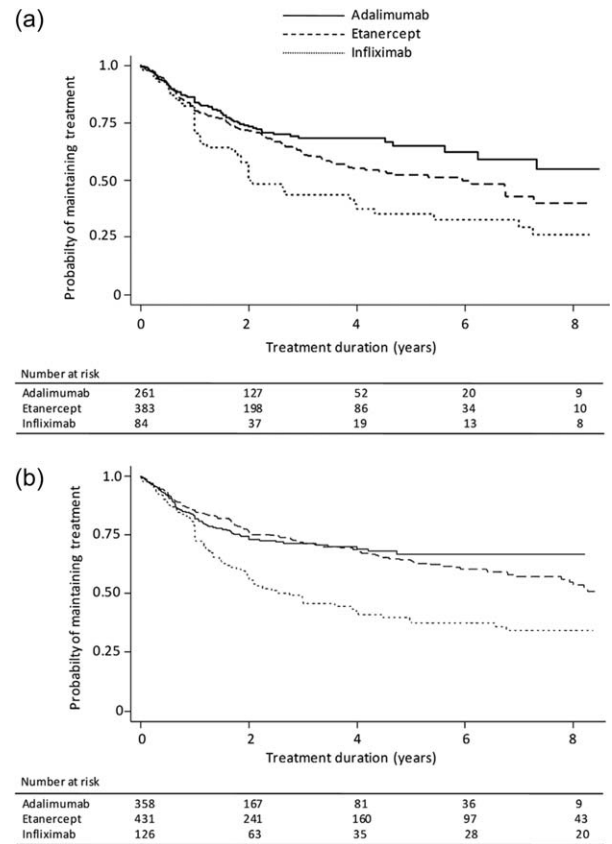 (a)
Adalimumab
Etanercept
Infliximab
1.0
0.75
0.50
0.25
0
Probabilty of maintaining treatment
0 2 4 6 8
Treatment duration (years)
Number at risk
Adalimumab 261 127 52 20 9
Etanercept 383 198 86 34 10
Infliximab 84 37 19 13 8
(b)
1.0
0.75
0.50
0.25
0
Probabilty of maintaining treatment
0 2 4 6 8
Treatment duration (years)
Number at risk
Adalimumab 358 167 81 36 9
Etanercept 431 241 160 97 43
Infliximab 126 63 35 28 20